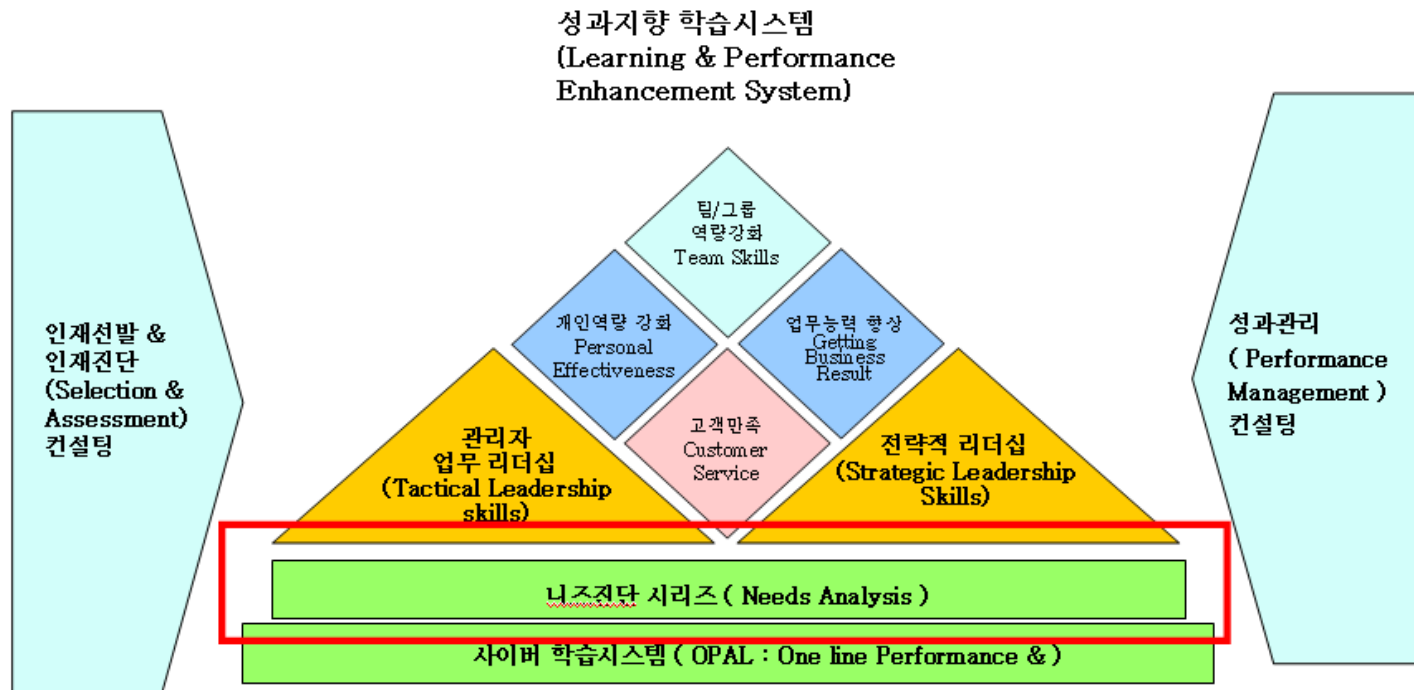 성과지향 학습시스템
(Learning & Performance
Enhancement System)
인재선발 &
인재진단
(Selection &
Assessment)
컨설팅
팀/그룹
역량강화
Team Skills
개인역량 강화
Personal
Effectiveness
업무능력 향상
Getting
Business
Result
고객만족
Customer
Service
관리자
업무 리더십
(Tactical Leadership
skills)
전략적 리더십
(Strategic Leadership
Skills)
성과관리
( Performance
Management )
컨설팅
니즈진단 시리즈 ( Needs Analysis )
사이버 학습시스템 ( OPAL : One line Performance & )